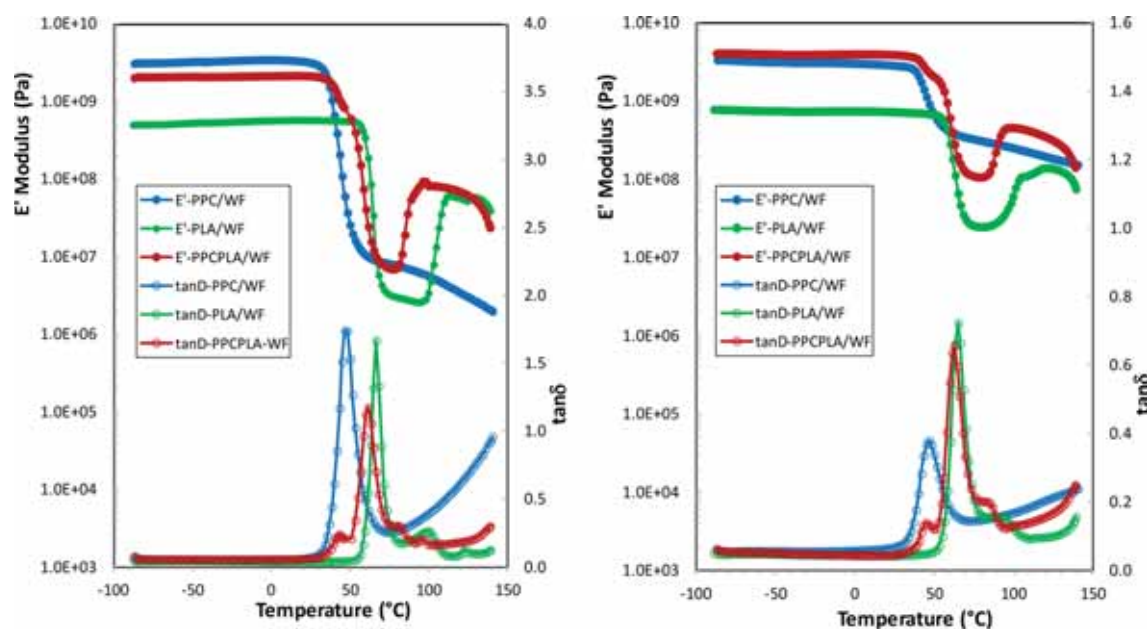 E' Modulus (Pa)
1.0E+10
1.0E+09
1.0E+08
1.0E+07
1.0E+06
1.0E+05
1.0E+04
1.0E+03
-100 -50 0 50 100 150
Temperature (°C)
4.0
3.5
3.0
2.5
2.0
1.5
1.0
0.5
0.0
tanδ
E'-PPC/WF
E'-PLA/WF
E'-PPCPLA/WF
tanD-PPC/WF
tanD-PLA/WF
tanD-PPCPLA-WF
E' Modulus (Pa)
1.0E+10
1.0E+09
1.0E+08
1.0E+07
1.0E+06
1.0E+05
1.0E+04
1.0E+03
-100 -50 0 50 100 150
Temperature (°C)
1.6
1.4
1.2
1.0
0.8
0.6
0.4
0.2
0.0
tanδ
E'-PPC/WF
E'-PLA/WF
E'-PPCPLA/WF
tanD-PPC/WF
tanD-PLA/WF
tanD-PPCPLA/WF